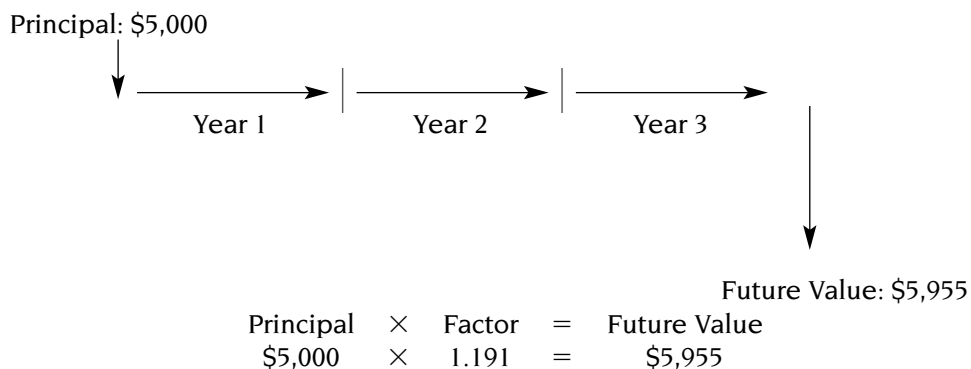 Principal: $5,000
Year 1 Year 2 Year 3
Future Value: $5,955
Principal × Factor = Future Value
$5,000 × 1.191 = $5,955